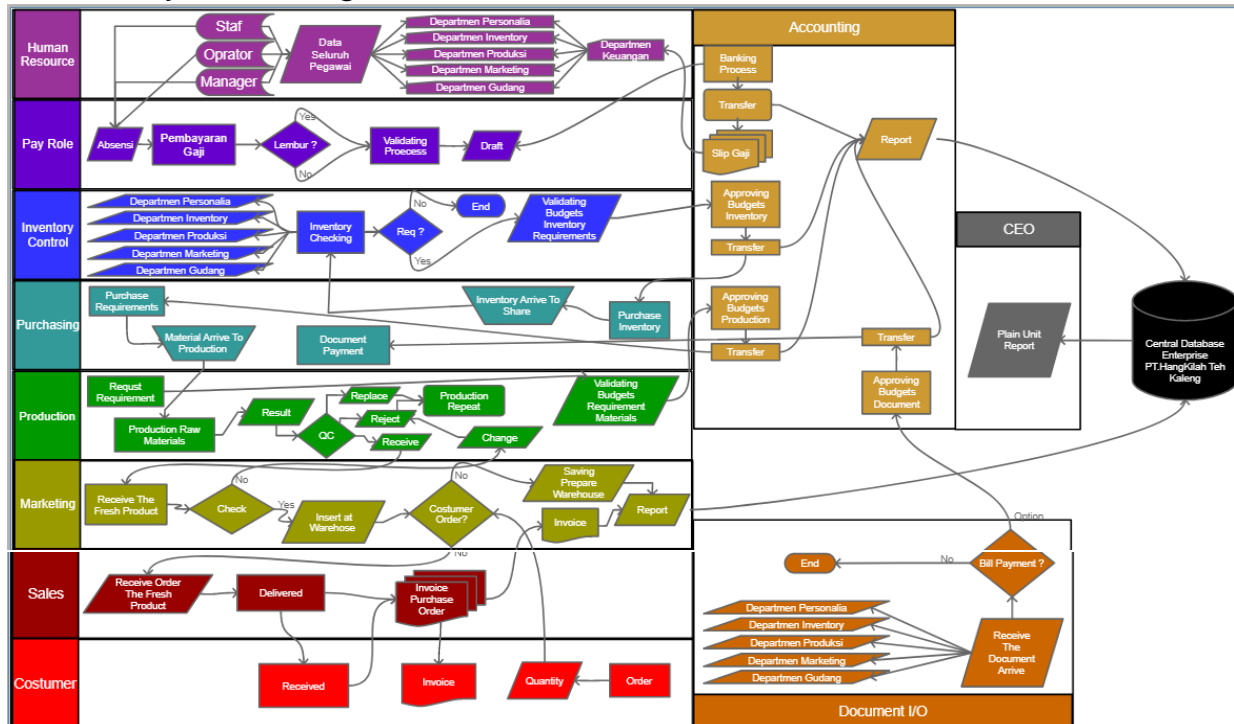 Human
Resource
Staf
Oprator
Manager
Data
Seluruh
Pegawai
Departmen Personalia
Departmen Inventory
Departmen Produksi
Departmen Marketing
Departmen Gudang
Departmen
Keuangan
Accounting
Banking
Process
Transfer
Slip Gaji
Report
Pay Role
Absensi
Pembayaran
Gaji
Lembur ?
Yes
No
Validating
Proecess
Draft
Inventory
Control
Departmen Personalia
Departmen Inventory
Departmen Produksi
Departmen Marketing
Departmen Gudang
Inventory
Checking
Req ?
No
Yes
End
Validating
Budgets
Inventory
Requirements
Approving
Budgets
Inventory
Transfer
CEO
Plain Unit
Report
Central Database
Enterprise
PT.HangKilah Teh
Kaleng
Purchasing
Purchase
Requirements
Material Arrive To
Production
Document
Payment
Inventory Arrive To
Share
Purchase
Inventory
Approving
Budgets
Production
Transfer
Transfer
Approving
Budgets
Document
Production
Requst
Requirement
Production Raw
Materials
Result
QC
Replace
Reject
Receive
Production
Repeat
Change
Validating
Budgets
Requirement
Materials
Marketing
Receive The
Fresh Product
Check
No
Yes
Insert at
Warehose
Costumer
Order?
No
Saving
Prepare
Warehouse
Invoice
Report
Sales
Receive Order
The Fresh
Product
Delivered
Invoice
Purchase
Order
No
Costumer
Received
Invoice
Quantity
Order
Option
Bill Payment ?
No
End
Departmen Personalia
Departmen Inventory
Departmen Produksi
Departmen Marketing
Departmen Gudang
Receive
The
Document
Arrive
Document I/O